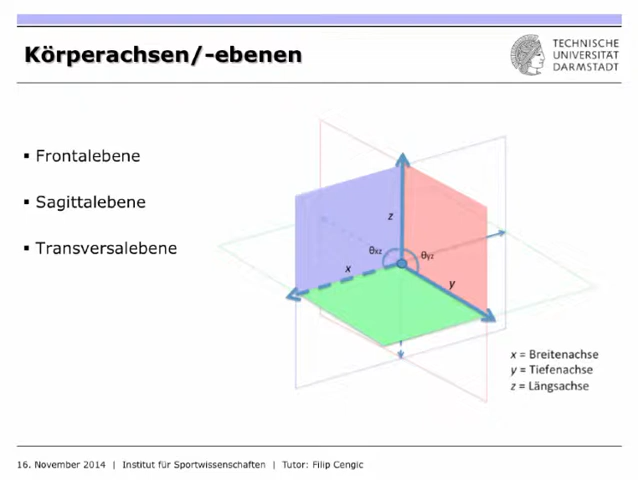 Körperachsen/-ebenen
TECHNISCHE
UNIVERSITÄT
DARMSTADT
▪ Frontalebene
▪ Sagittalebene
▪ Transversalebene
z
θxz
θyz
x
y
x = Breitenachse
y = Tiefenachse
z = Längsachse
16. November 2014 | Institut für Sportwissenschaften | Tutor: Filip Cengic